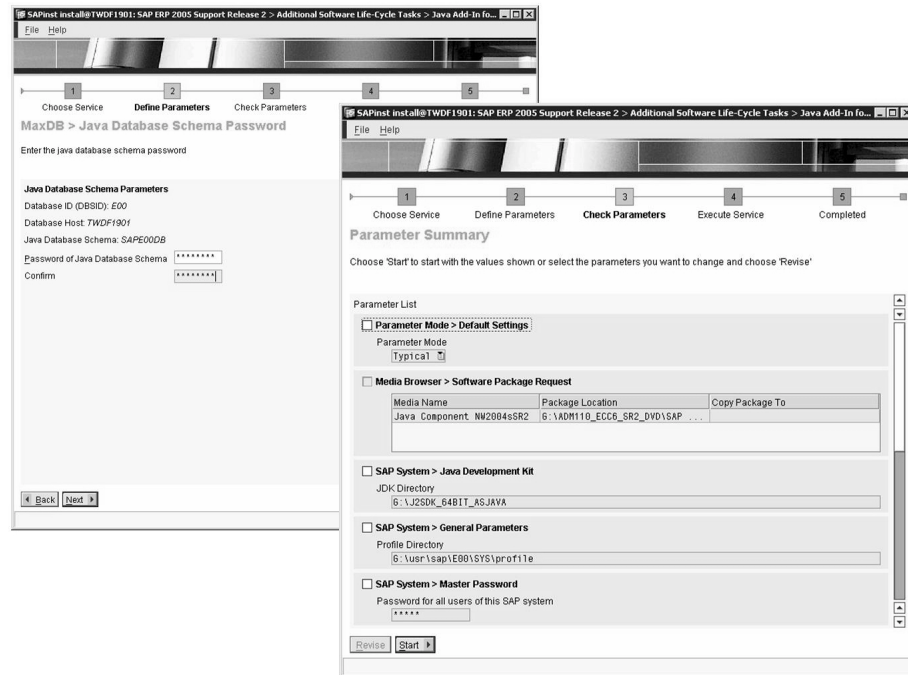 SAPinst install@TWDF1901: SAP ERP 2005 Support Release 2 > Additional Software Life-Cycle Tasks > Java Add-In fo...
File Help
1 2 3 4 5
Choose Service Define Parameters Check Parameters
MaxDB > Java Database Schema Password
Enter the java database schema password
Java Database Schema Parameters
Database ID (DBSID): E00
Database Host: TWDF1901
Java Database Schema: SAPE00DB
Password of Java Database Schema ********
Confirm ********
Back Next
SAPinst install@TWDF1901: SAP ERP 2005 Support Release 2 > Additional Software Life-Cycle Tasks > Java Add-In fo...
File Help
1 2 3 4 5
Choose Service Define Parameters Check Parameters Execute Service Completed
Parameter Summary
Choose 'Start' to start with the values shown or select the parameters you want to change and choose 'Revise'
Parameter List
Parameter Mode > Default Settings
Parameter Mode
Typical
Media Browser > Software Package Request
Media Name Package Location Copy Package To
Java Component NW2004sSR2 G:\ADM110_ECC6_SR2_DVD\SAP ...
SAP System > Java Development Kit
JDK Directory
G:\J2SDK_64BIT_ASJAVA
SAP System > General Parameters
Profile Directory
G:\usr\sap\E00\SYS\profile
SAP System > Master Password
Password for all users of this SAP system
*****
Revise Start